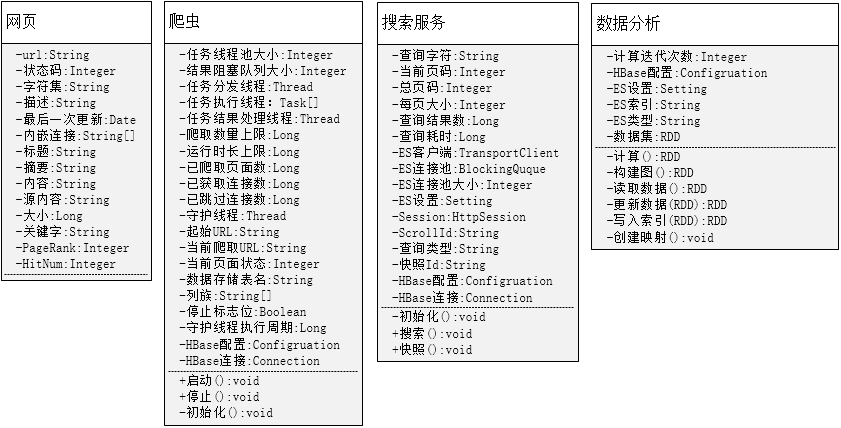 网页
-url:String
-状态码:Integer
-字符集:String
-描述:String
-最后一次更新:Date
-内嵌连接:String[]
-标题:String
-摘要:String
-内容:String
-源内容:String
-大小:Long
-关键字:String
-PageRank:Integer
-HitNum:Integer
爬虫
-任务线程池大小:Integer
-结果阻塞队列大小:Integer
-任务分发线程:Thread
-任务执行线程：Task[]
-任务结果处理线程:Thread
-爬取数量上限:Long
-运行时长上限:Long
-已爬取页面数:Long
-已获取连接数:Long
-已跳过连接数:Long
-守护线程:Thread
-起始URL:String
-当前爬取URL:String
-当前页面状态:Integer
-数据存储表名:String
-列族:String[]
-停止标志位:Boolean
-守护线程执行周期:Long
-HBase配置:Configruation
-HBase连接:Connection
+启动():void
+停止():void
-初始化():void
搜索服务
-查询字符:String
-当前页码:Integer
-总页码:Integer
-每页大小:Integer
-查询结果数:Long
-查询耗时:Long
-ES客户端:TransportClient
-ES连接池:BlockingQuque
-ES连接池大小:Integer
-ES设置:Setting
-Session:HttpSession
-ScrollId:String
-查询类型:String
-快照Id:String
-HBase配置:Configruation
-HBase连接:Connection
-初始化():void
+搜索():void
+快照():void
数据分析
-计算迭代次数:Integer
-HBase配置:Configruation
-ES设置:Setting
-ES索引:String
-ES类型:String
-数据集:RDD
-计算():RDD
-构建图():RDD
-读取数据():RDD
-更新数据(RDD):RDD
-写入索引(RDD):RDD
-创建映射():void